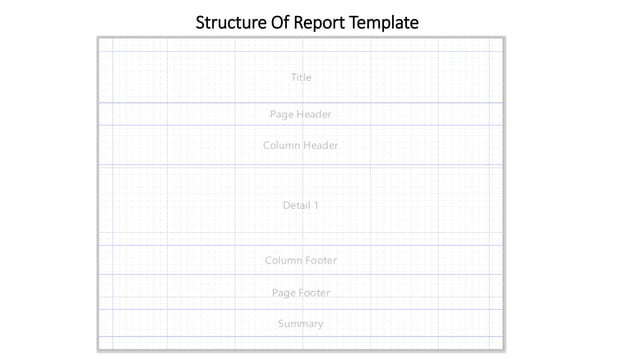 Structure Of Report Template
Title
Page Header
Column Header
Detail 1
Column Footer
Page Footer
Summary